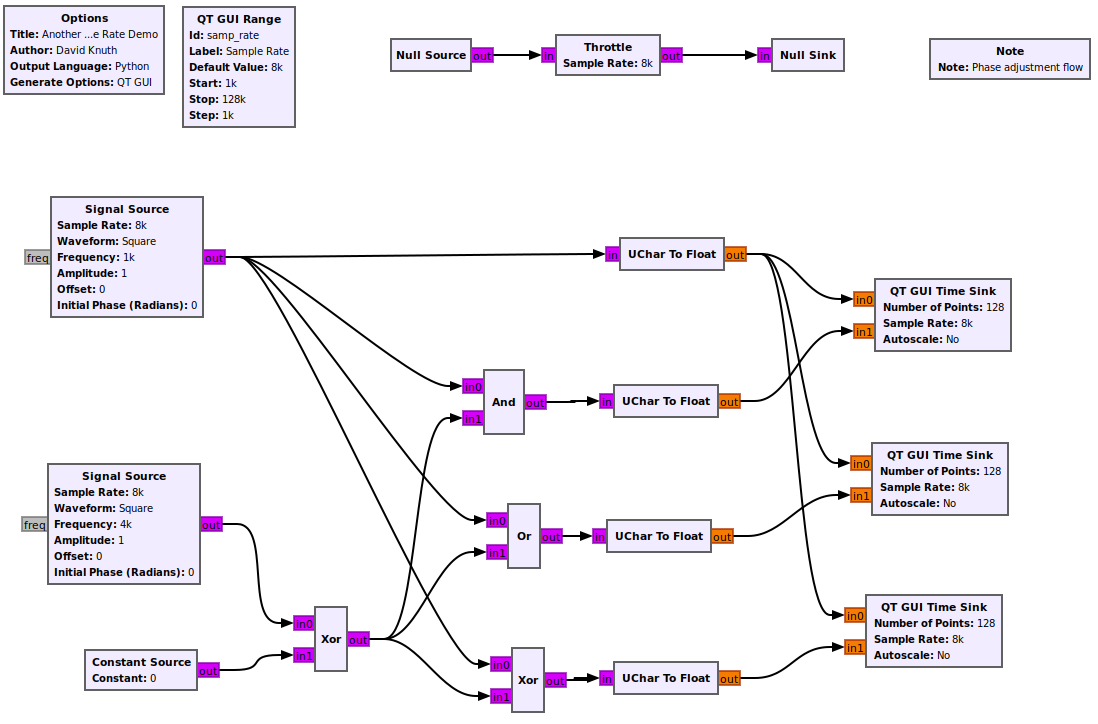 Options
Title: Another ...e Rate Demo
Author: David Knuth
Output Language: Python
Generate Options: QT GUI
QT GUI Range
Id: samp_rate
Label: Sample Rate
Default Value: 8k
Start: 1k
Stop: 128k
Step: 1k
Null Source
out
in
Throttle
Sample Rate: 8k
out
in
Null Sink
Note
Note: Phase adjustment flow
freq
Signal Source
Sample Rate: 8k
Waveform: Square
Frequency: 1k
Amplitude: 1
Offset: 0
Initial Phase (Radians): 0
out
in
UChar To Float
out
in0
in1
QT GUI Time Sink
Number of Points: 128
Sample Rate: 8k
Autoscale: No
in0
in1
And
out
in
UChar To Float
out
in0
in1
QT GUI Time Sink
Number of Points: 128
Sample Rate: 8k
Autoscale: No
freq
Signal Source
Sample Rate: 8k
Waveform: Square
Frequency: 4k
Amplitude: 1
Offset: 0
Initial Phase (Radians): 0
out
in0
in1
Or
out
in
UChar To Float
out
in0
in1
QT GUI Time Sink
Number of Points: 128
Sample Rate: 8k
Autoscale: No
Constant Source
Constant: 0
out
in0
in1
Xor
out
in0
in1
Xor
out
in
UChar To Float
out